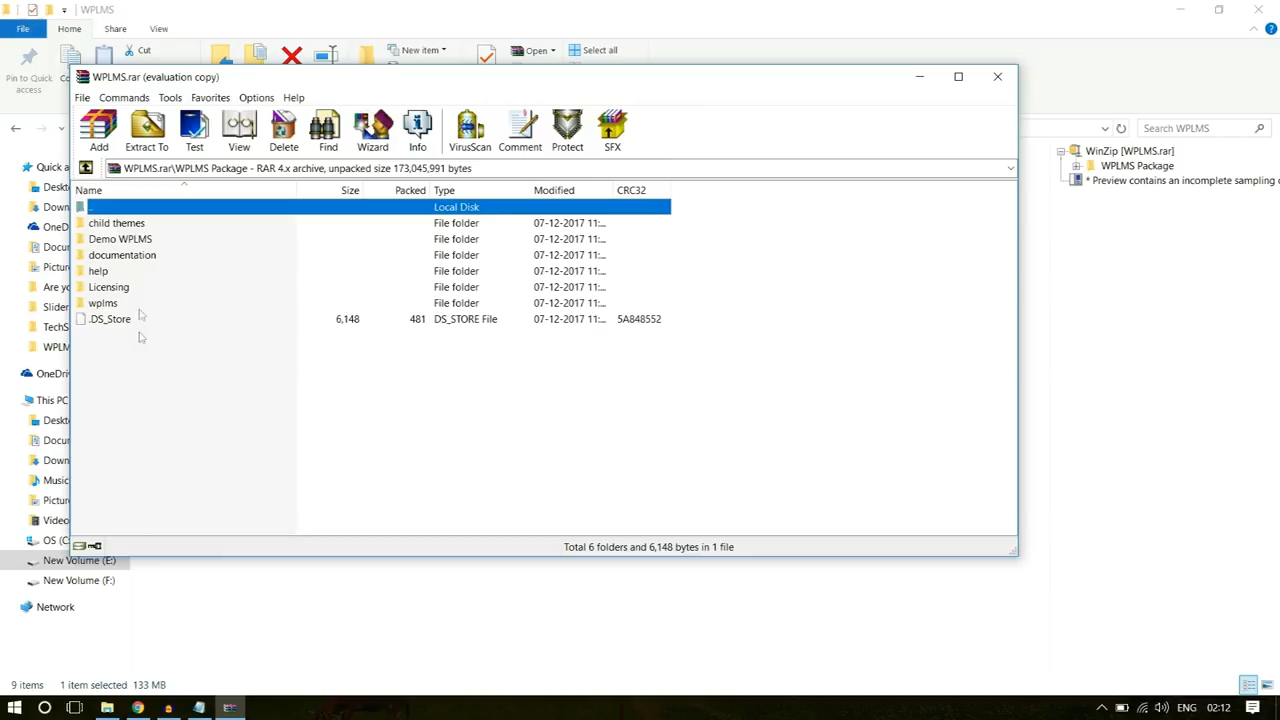 WPLMS
File Home Share View
Cut
New item
Open
Select all
Pin to Quick
access
WPLMS.rar (evaluation copy)
File Commands Tools Favorites Options Help
Add Extract To Test View Delete Find Wizard Info VirusScan Comment Protect SFX
WPLMS.rar\WPLMS Package - RAR 4.x archive, unpacked size 173,045,991 bytes
Search WPLMS
Name Size Packed Type Modified CRC32
.. Local Disk
child themes File folder 07-12-2017 11:...
Demo WPLMS File folder 07-12-2017 11:...
documentation File folder 07-12-2017 11:...
help File folder 07-12-2017 11:...
Licensing File folder 07-12-2017 11:...
wplms File folder 07-12-2017 11:...
.DS_Store 6,148 481 DS_STORE File 07-12-2017 11:... 5A848552
Total 6 folders and 6,148 bytes in 1 file
Quick a
Deskt
Down
OneD
Docu
Pictur
Are yo
Slider
TechS
WPLM
OneDri
This PC
Deskt
Docu
Down
Music
Pictur
Video
OS (C
New Volume (E:)
New Volume (F:)
Network
WinZip [WPLMS.rar]
WPLMS Package
* Preview contains an incomplete sampling o
9 items 1 item selected 133 MB
ENG 02:12